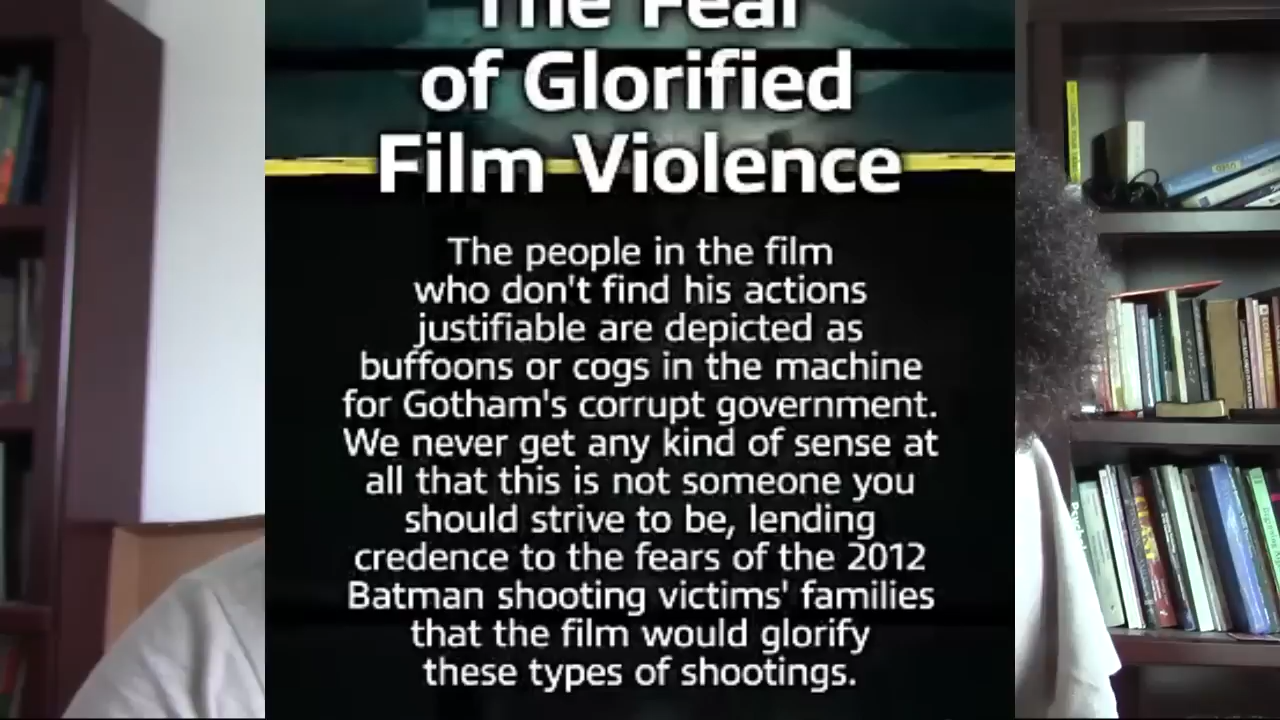 The Fear
of Glorified
Film Violence
The people in the film
who don't find his actions
justifiable are depicted as
buffoons or cogs in the machine
for Gotham's corrupt government.
We never get any kind of sense at
all that this is not someone you
should strive to be, lending
credence to the fears of the 2012
Batman shooting victims' families
that the film would glorify
these types of shootings.